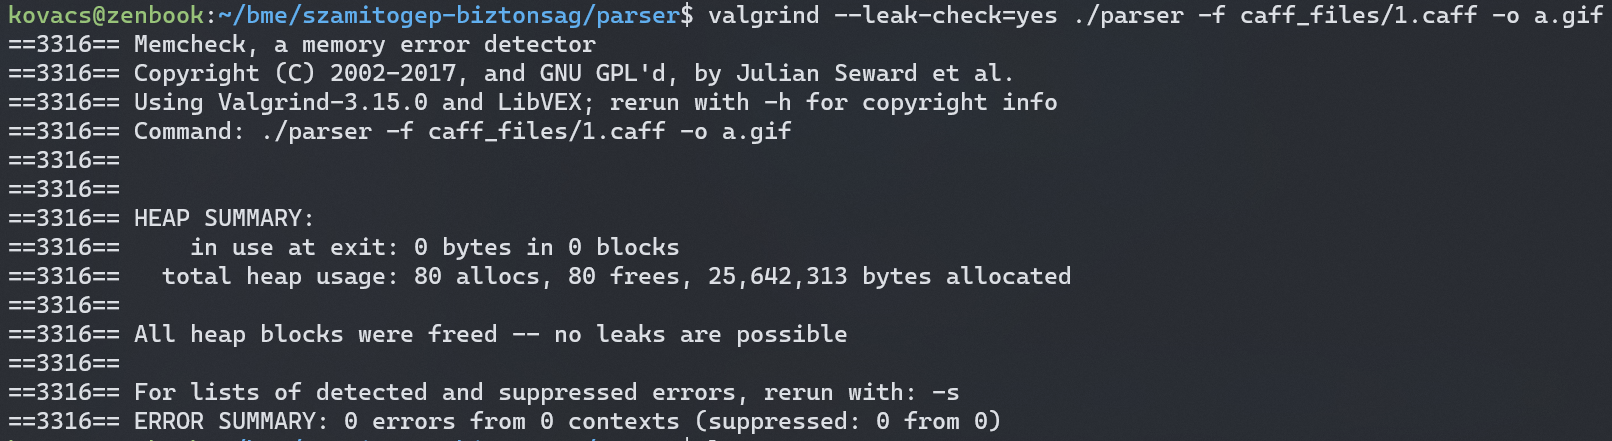 kovacs@zenbook:~/bme/szamitogep-biztonsag/parser$ valgrind --leak-check=yes ./parser -f caff_files/1.caff -o a.gif
==3316== Memcheck, a memory error detector
==3316== Copyright (C) 2002-2017, and GNU GPL'd, by Julian Seward et al.
==3316== Using Valgrind-3.15.0 and LibVEX; rerun with -h for copyright info
==3316== Command: ./parser -f caff_files/1.caff -o a.gif
==3316==
==3316==
==3316== HEAP SUMMARY:
==3316==     in use at exit: 0 bytes in 0 blocks
==3316==   total heap usage: 80 allocs, 80 frees, 25,642,313 bytes allocated
==3316==
==3316== All heap blocks were freed -- no leaks are possible
==3316==
==3316== For lists of detected and suppressed errors, rerun with: -s
==3316== ERROR SUMMARY: 0 errors from 0 contexts (suppressed: 0 from 0)